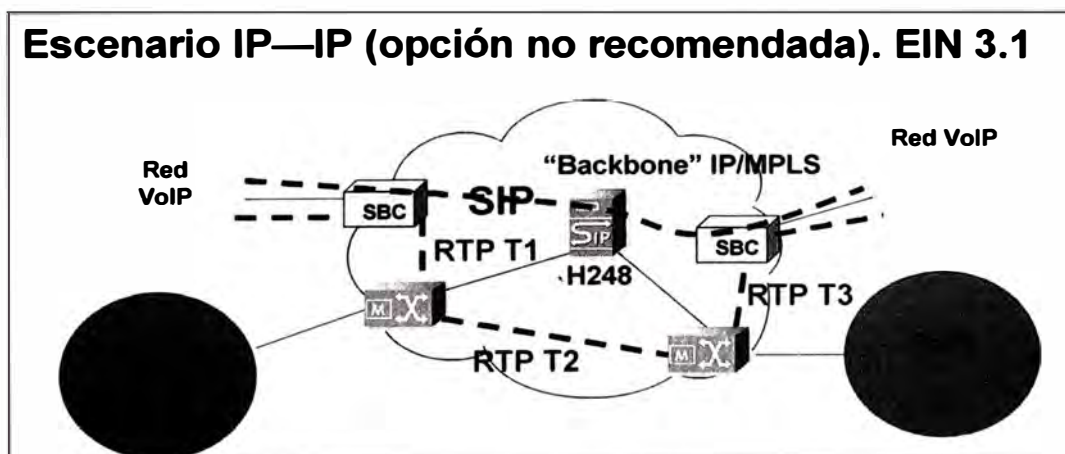 Escenario IP—IP (opción no recomendada). EIN 3.1
Red VoIP
Red
VoIP
"Backbone" IP/MPLS
SBC
SIP
SIP
SBC
RTP T1
H248
RTP T3
M
RTP T2
M